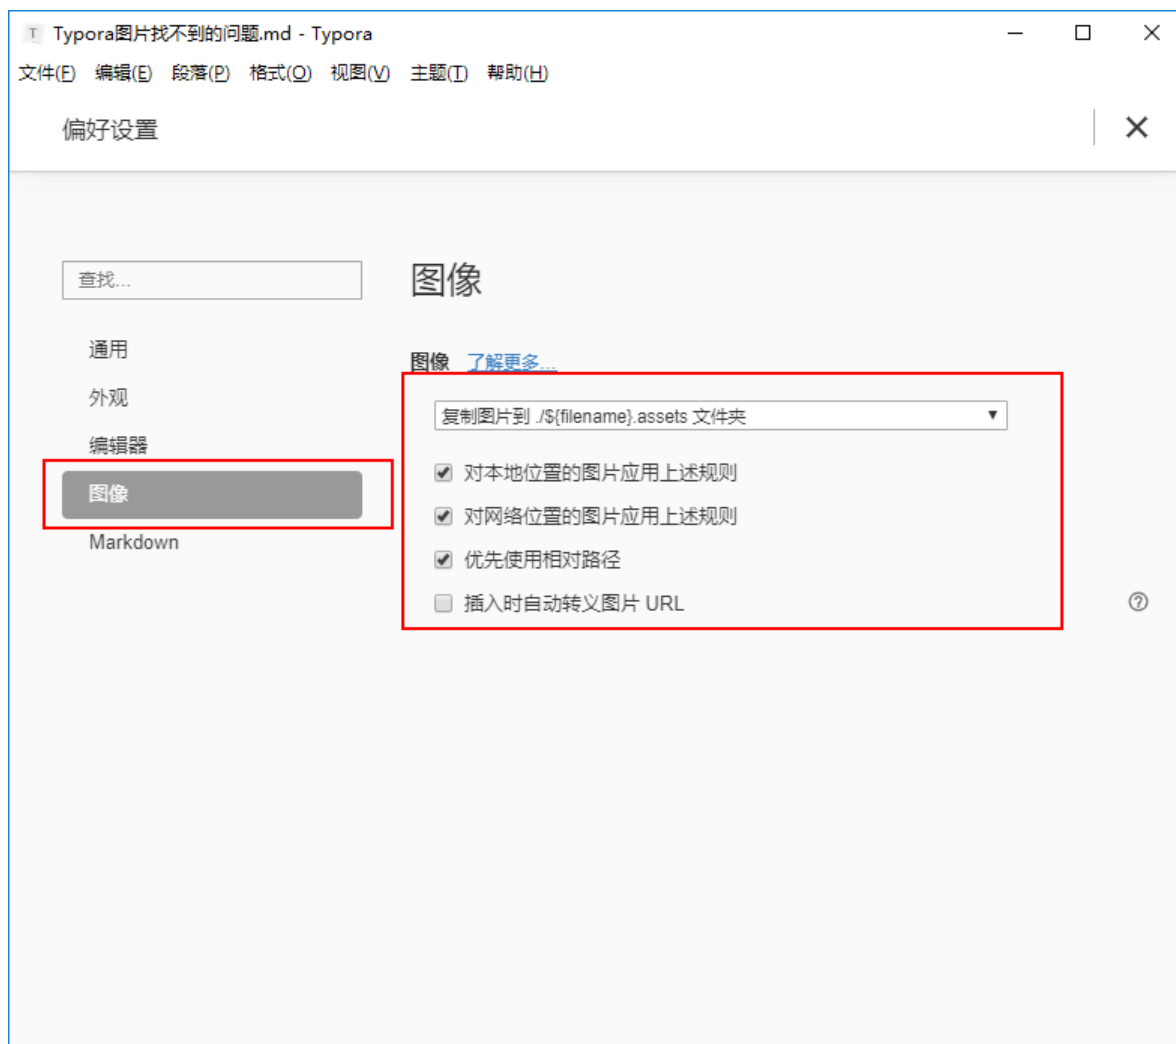 Typora图片找不到的问题.md - Typora
文件(F) 编辑(E) 段落(P) 格式(O) 视图(V) 主题(T) 帮助(H)
偏好设置
查找...
通用
外观
编辑器
图像
Markdown
图像
图像 了解更多...
复制图片到 ./${filename}.assets 文件夹
对本地位置的图片应用上述规则
对网络位置的图片应用上述规则
优先使用相对路径
插入时自动转义图片 URL